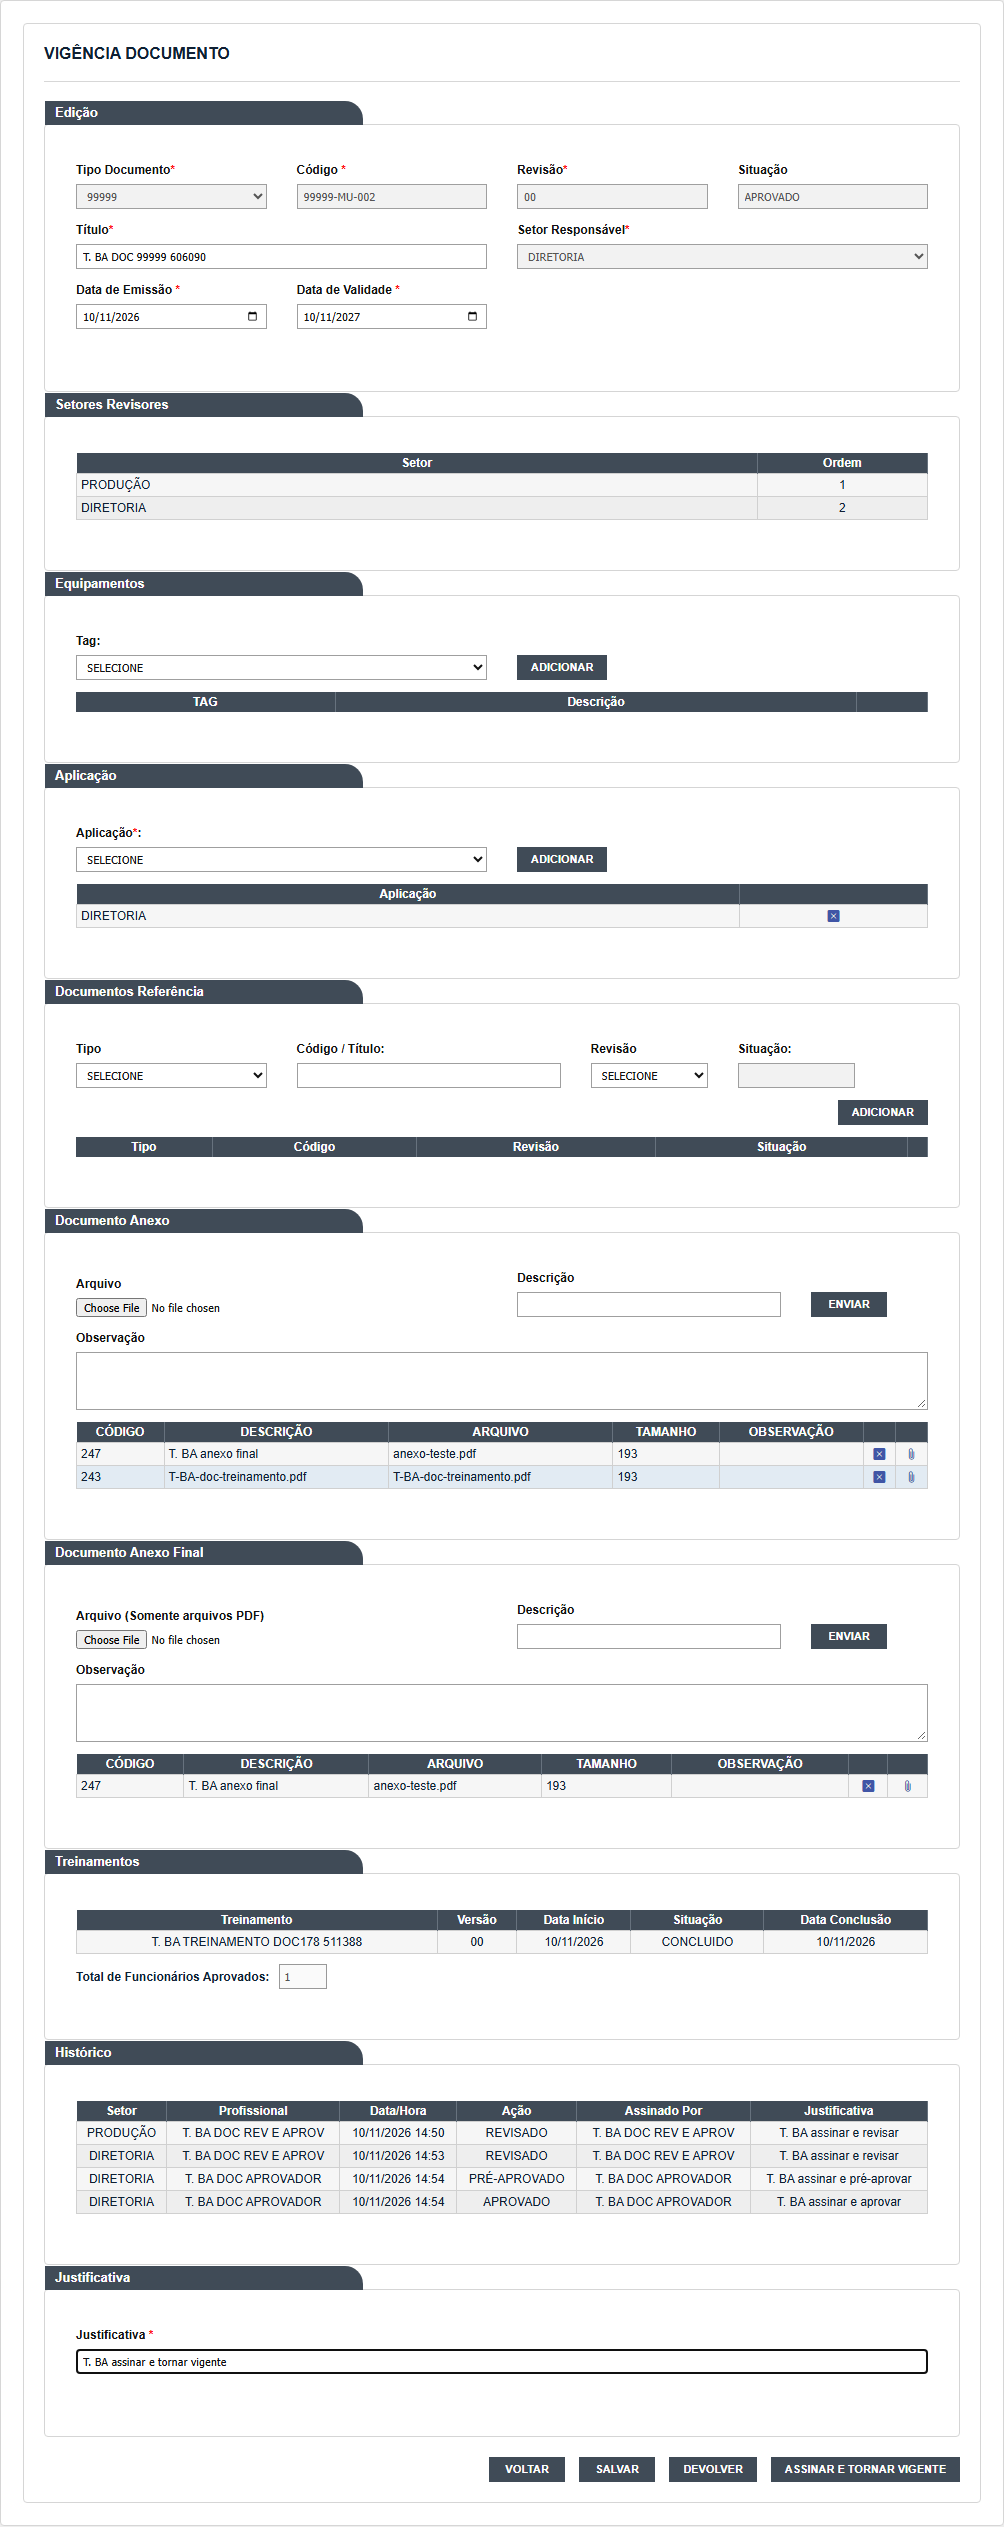 VIGÊNCIA DOCUMENTO
Edição
Tipo Documento* Código * Revisão* Situação
99999 99999-MU-002 00 APROVADO
Título* Setor Responsável*
T. BA DOC 99999 606090 DIRETORIA
Data de Emissão * Data de Validade *
10/11/2026 10/11/2027
Setores Revisores
Setor Ordem
PRODUÇÃO 1
DIRETORIA 2
Equipamentos
Tag:
SELECIONE ADICIONAR
TAG Descrição
Aplicação
Aplicação*:
SELECIONE ADICIONAR
Aplicação
DIRETORIA
Documentos Referência
Tipo Código / Título: Revisão Situação:
SELECIONE SELECIONE
ADICIONAR
Tipo Código Revisão Situação
Documento Anexo
Arquivo Descrição
Choose File No file chosen ENVIAR
Observação
CÓDIGO DESCRIÇÃO ARQUIVO TAMANHO OBSERVAÇÃO
247 T. BA anexo final anexo-teste.pdf 193
243 T-BA-doc-treinamento.pdf T-BA-doc-treinamento.pdf 193
Documento Anexo Final
Arquivo (Somente arquivos PDF) Descrição
Choose File No file chosen ENVIAR
Observação
CÓDIGO DESCRIÇÃO ARQUIVO TAMANHO OBSERVAÇÃO
247 T. BA anexo final anexo-teste.pdf 193
Treinamentos
Treinamento Versão Data Início Situação Data Conclusão
T. BA TREINAMENTO DOC178 511388 00 10/11/2026 CONCLUIDO 10/11/2026
Total de Funcionários Aprovados: 1
Histórico
Setor Profissional Data/Hora Ação Assinado Por Justificativa
PRODUÇÃO T. BA DOC REV E APROV 10/11/2026 14:50 REVISADO T. BA DOC REV E APROV T. BA assinar e revisar
DIRETORIA T. BA DOC REV E APROV 10/11/2026 14:53 REVISADO T. BA DOC REV E APROV T. BA assinar e revisar
DIRETORIA T. BA DOC APROVADOR 10/11/2026 14:54 PRÉ-APROVADO T. BA DOC APROVADOR T. BA assinar e pré-aprovar
DIRETORIA T. BA DOC APROVADOR 10/11/2026 14:54 APROVADO T. BA DOC APROVADOR T. BA assinar e aprovar
Justificativa
Justificativa *
T. BA assinar e tornar vigente
VOLTAR SALVAR DEVOLVER ASSINAR E TORNAR VIGENTE